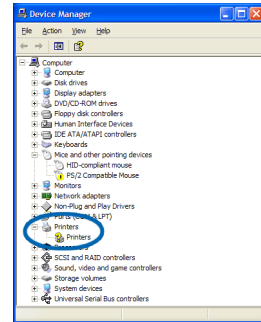 Device Manager
File Action View Help
Computer
Computer
Disk drives
Display adapters
DVD/CD-ROM drives
Floppy disk controllers
Human Interface Devices
IDE ATA/ATAPI controllers
Keyboards
Mice and other pointing devices
HID-compliant mouse
PS/2 Compatible Mouse
Monitors
Network adapters
Non-Plug and Play Drivers
Ports (COM & LPT)
Printers
Printers
SCSI and RAID controllers
Sound, video and game controllers
Storage volumes
System devices
Universal Serial Bus controllers